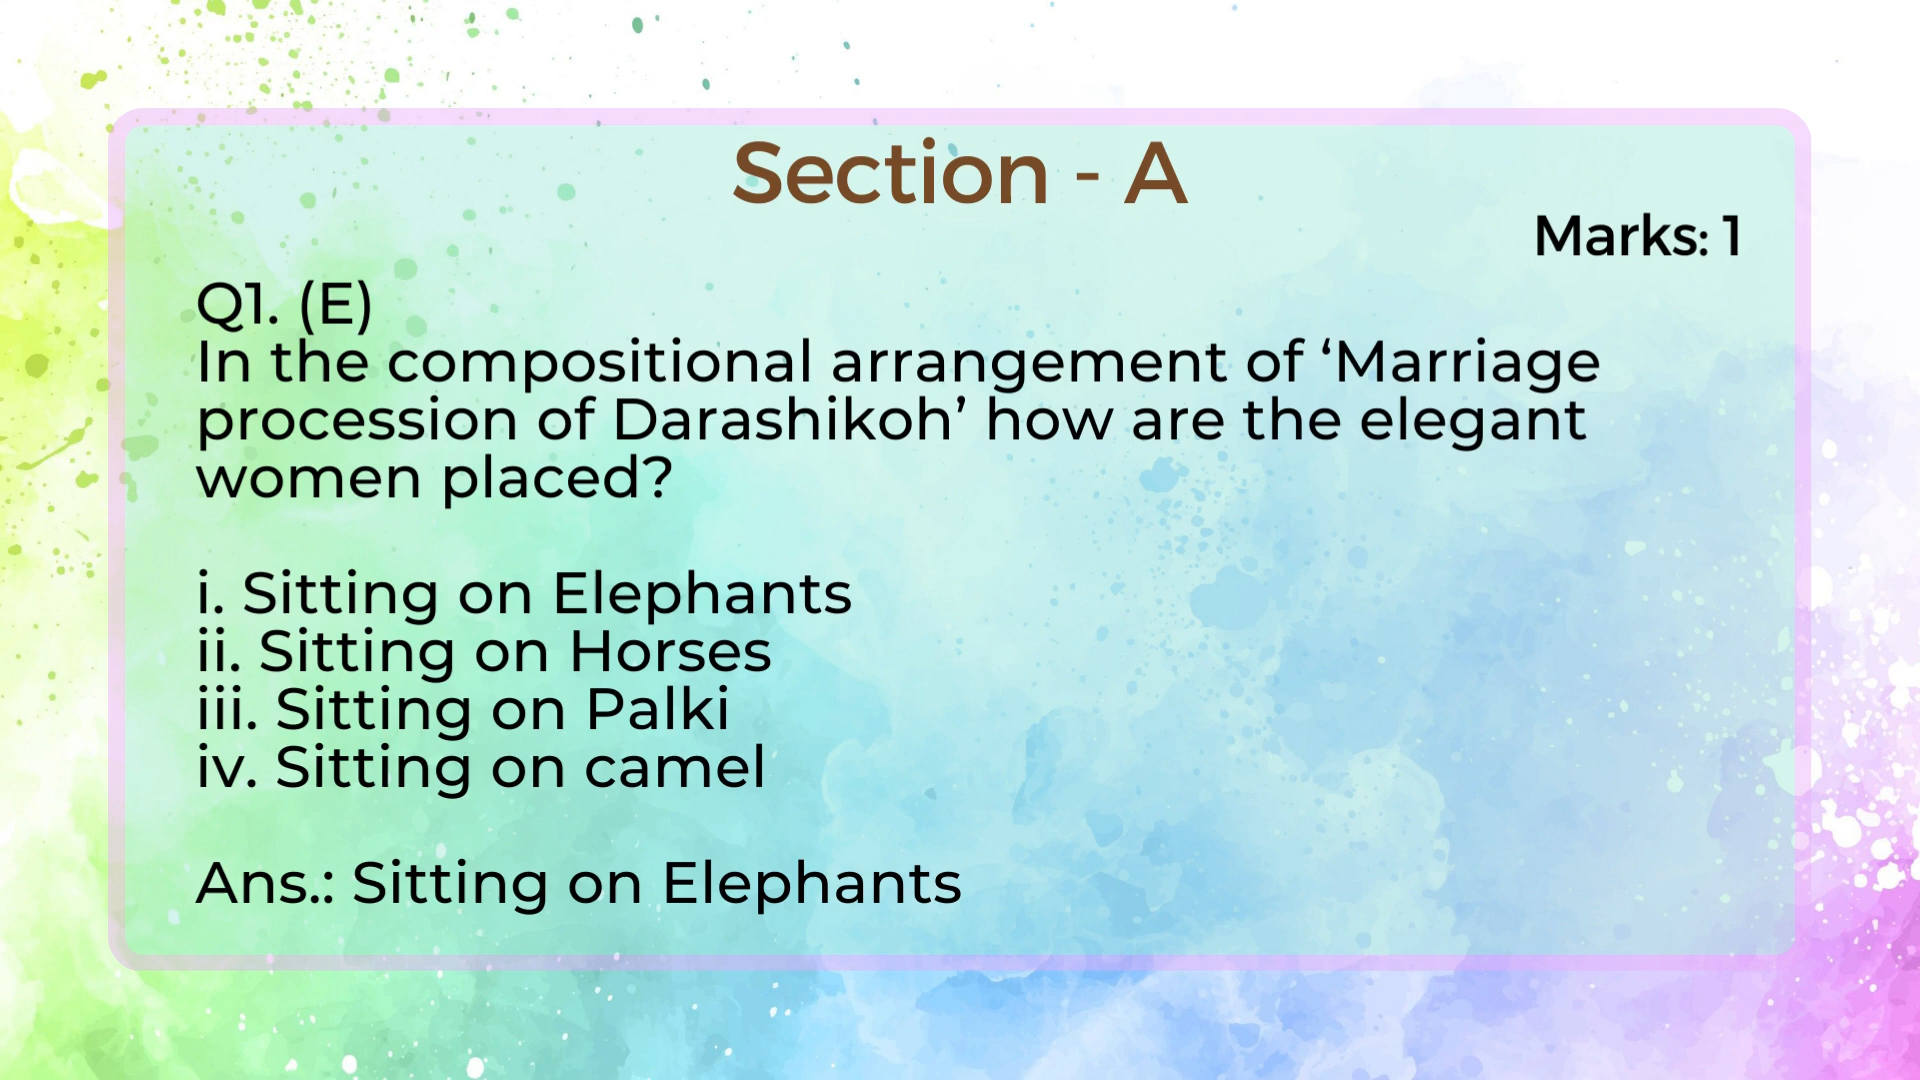 Section - A
Marks: 1
Q1. (E)
In the compositional arrangement of ‘Marriage
procession of Darashikoh’ how are the elegant
women placed?
i. Sitting on Elephants
ii. Sitting on Horses
iii. Sitting on Palki
iv. Sitting on camel
Ans.: Sitting on Elephants